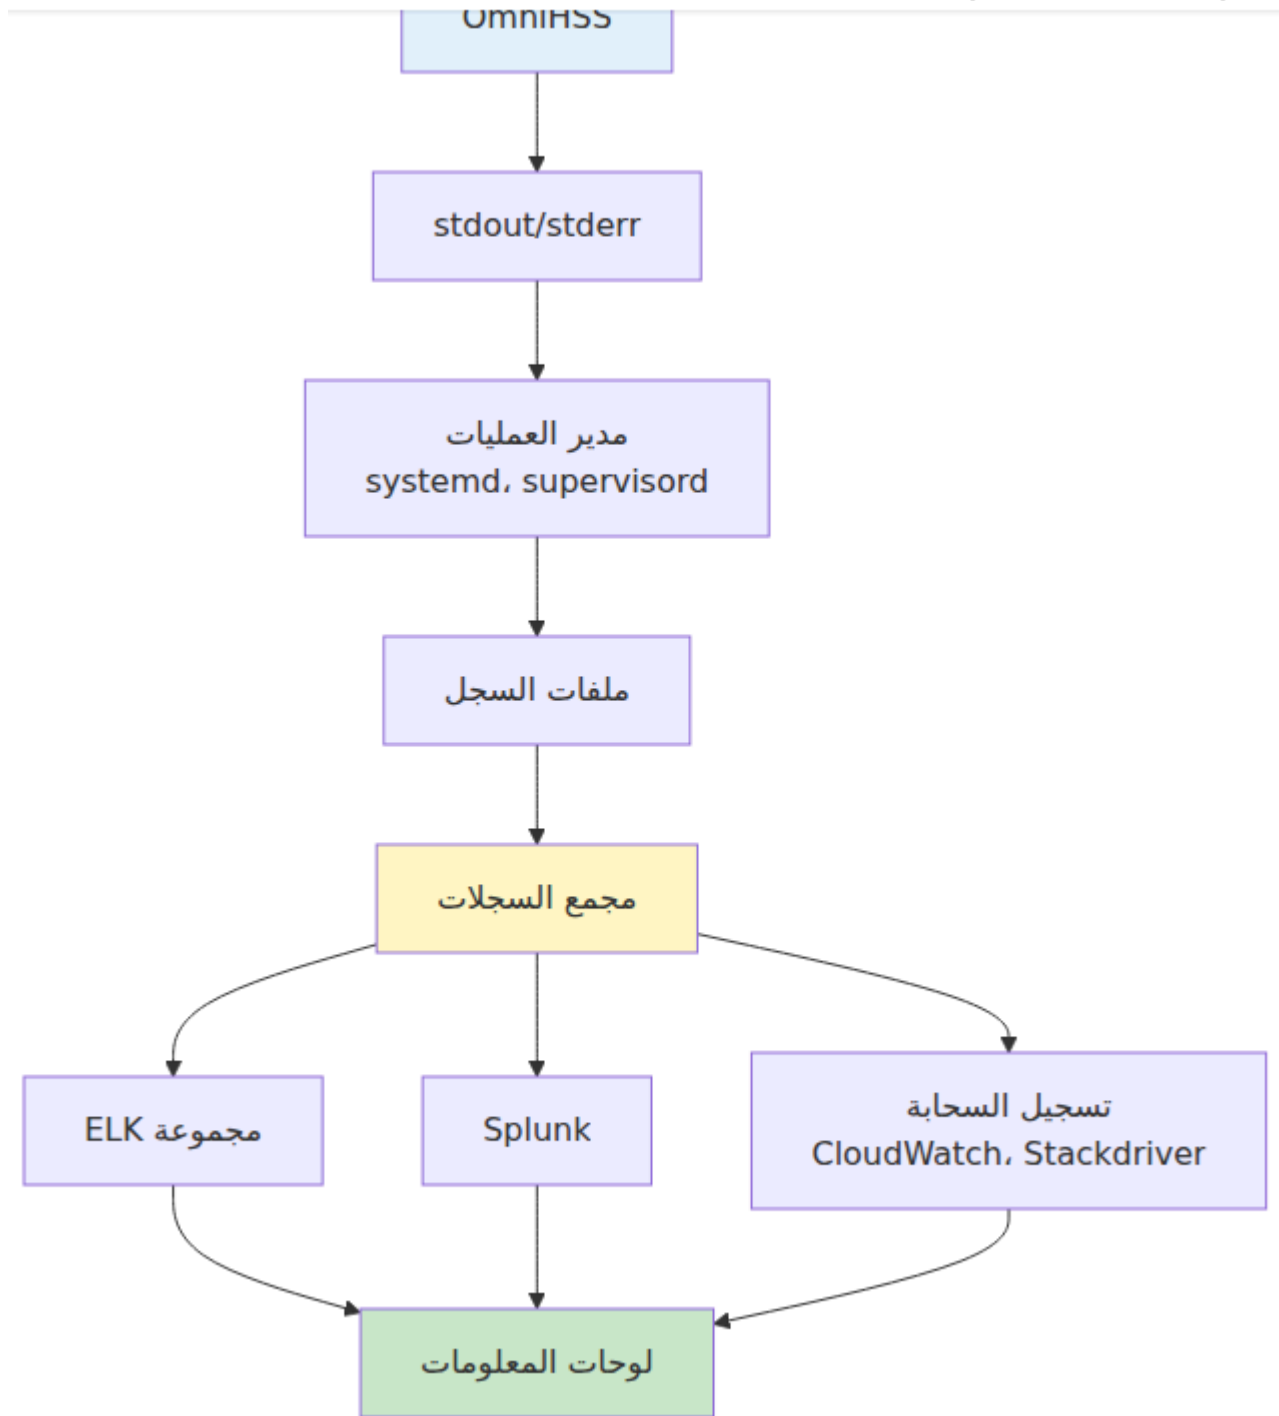 OmniHSS
stdout/stderr
مدير العمليات
systemd، supervisord
ملفات السجل
مجمع السجلات
مجموعة ELK
Splunk
تسجيل السحابة
CloudWatch، Stackdriver
لوحات المعلومات